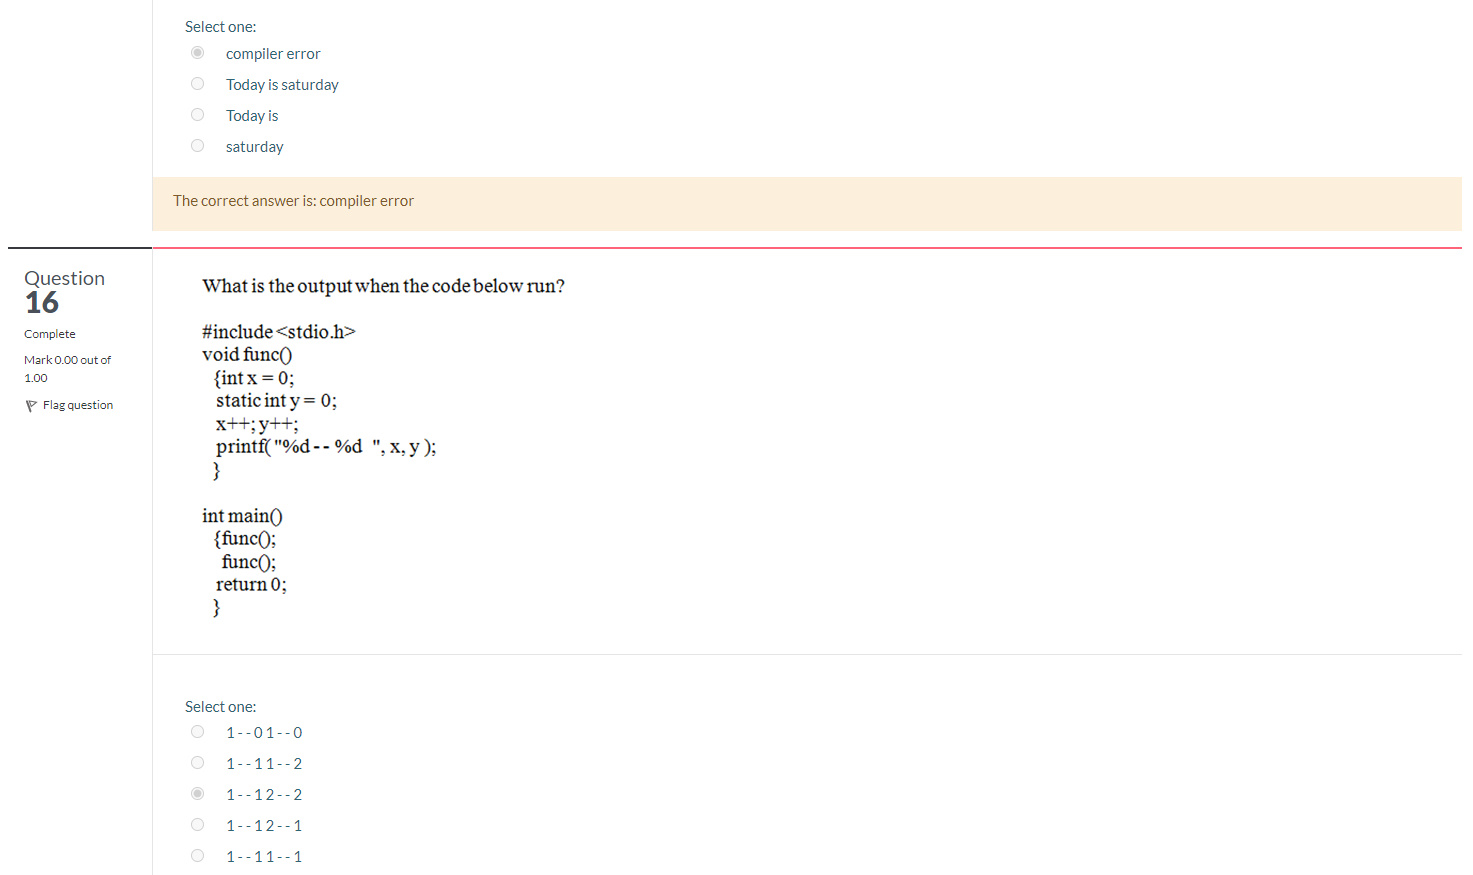 Select one:
compiler error
Today is saturday
Today is
saturday
The correct answer is: compiler error
Question
16
Complete
Mark 0.00 out of
1.00
Flag question
What is the output when the code below run?
#include <stdio.h>
void func()
{int x = 0;
static int y = 0;
x++; y++;
printf( "%d -- %d  ", x, y );
}
int main()
{func();
func();
return 0;
}
Select one:
1 - - 0 1 - - 0
1 - - 1 1 - - 2
1 - - 1 2 - - 2
1 - - 1 2 - - 1
1 - - 1 1 - - 1